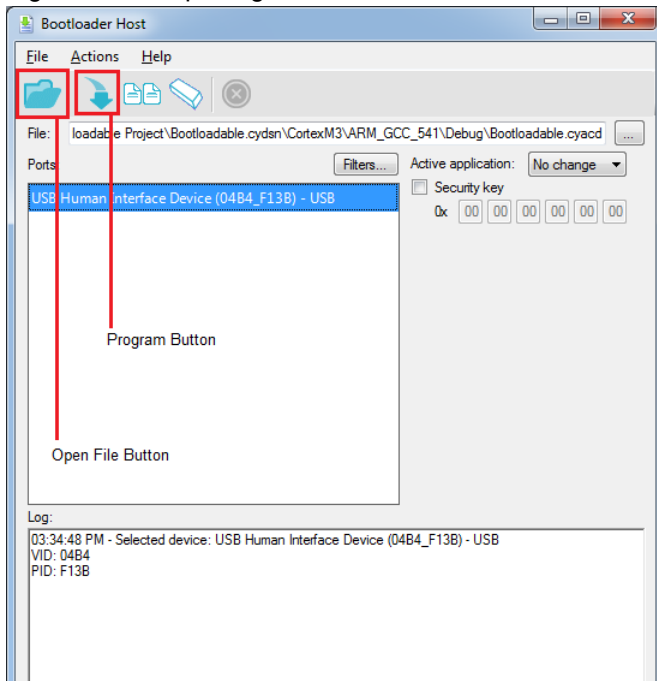 Bootloader Host
File Actions Help
File: loadable Project\Bootloadable.cydsn\CortexM3\ARM_GCC_541\Debug\Bootloadable.cyacd ...
Ports Filters... Active application: No change
Security key
USB Human Interface Device (04B4_F13B) - USB
0x 00 00 00 00 00 00
Program Button
Open File Button
Log:
03:34:48 PM - Selected device: USB Human Interface Device (04B4_F13B) - USB
VID: 04B4
PID: F13B